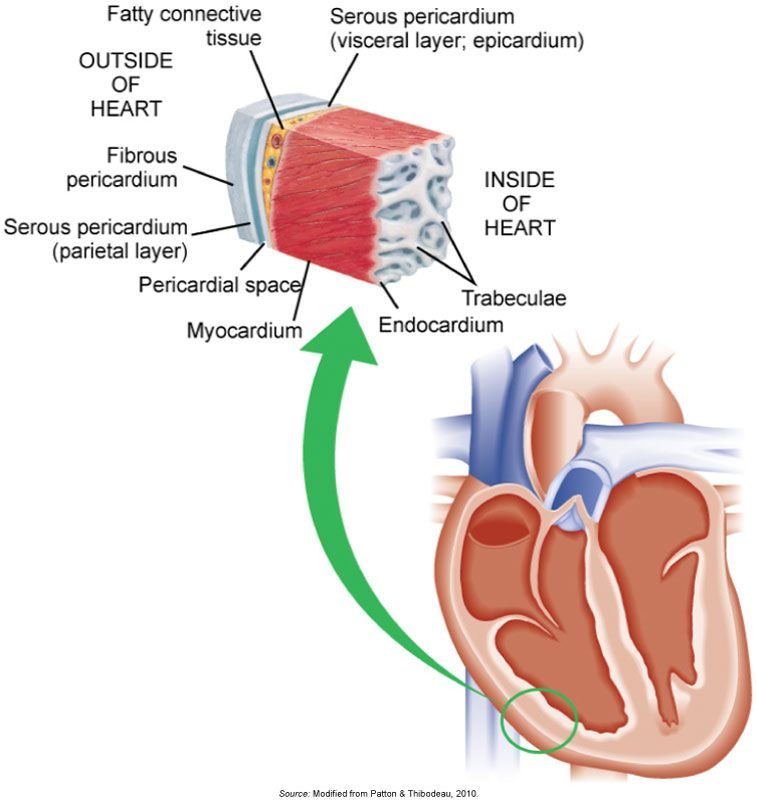 Fatty connective
tissue
Serous pericardium
(visceral layer; epicardium)
OUTSIDE
OF
HEART
Fibrous
pericardium
INSIDE
OF
HEART
Serous pericardium
(parietal layer)
Pericardial space
Trabeculae
Myocardium
Endocardium
Source: Modified from Patton & Thibodeau, 2010.